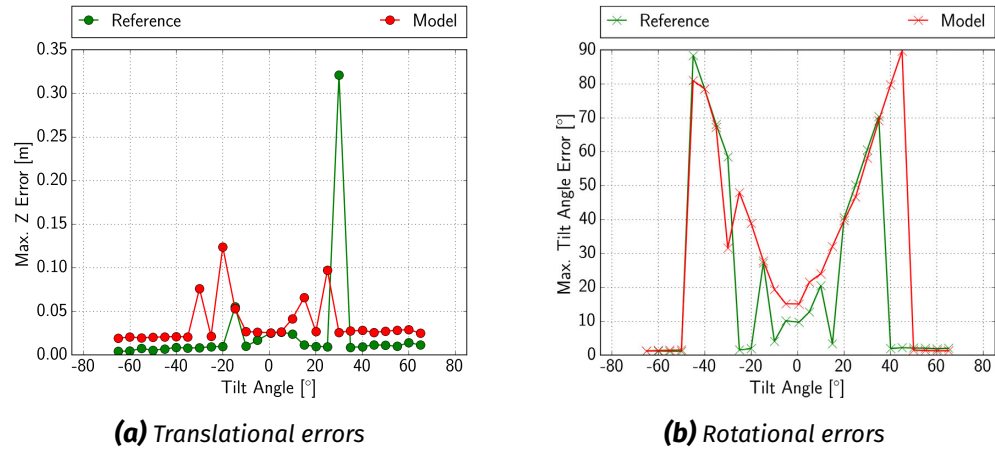 Reference Model
0.35
0.30
0.25
0.20
0.15
0.10
0.05
0.00
Max. Z Error [m]
-80 -60 -40 -20 0 20 40 60 80
Tilt Angle [°]
(a) Translational errors
Reference Model
90
80
70
60
50
40
30
20
10
0
Max. Tilt Angle Error [°]
-80 -60 -40 -20 0 20 40 60 80
Tilt Angle [°]
(b) Rotational errors